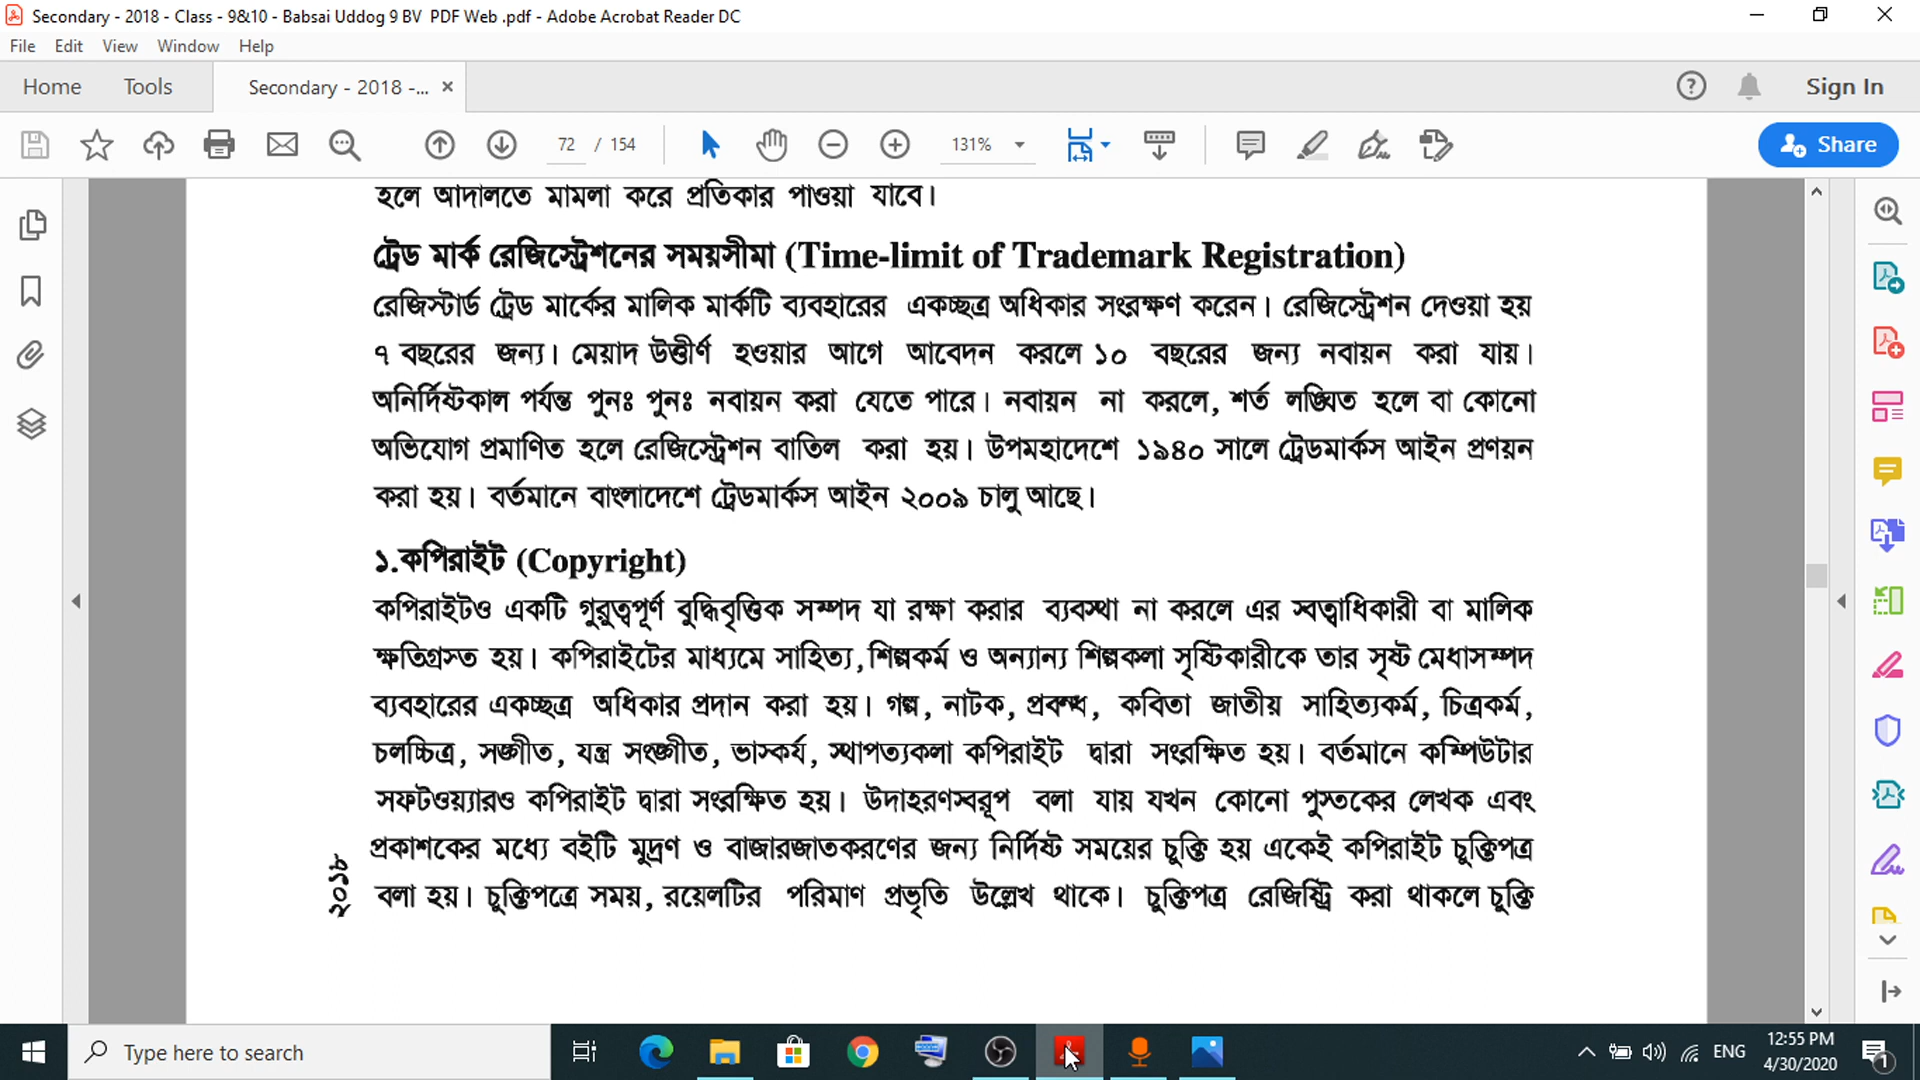 Secondary - 2018 - Class - 9&10 - Babsai Uddog 9 BV  PDF Web .pdf - Adobe Acrobat Reader DC
File Edit View Window Help
Home Tools Secondary - 2018 -... × Sign In
72 / 154 131% Share
হলে আদালতে মামলা করে প্রতিকার পাওয়া যাবে।
ট্রেড মার্ক রেজিস্ট্রেশনের সময়সীমা (Time-limit of Trademark Registration)
রেজিস্টার্ড ট্রেড মার্কের মালিক মার্কটি ব্যবহারের একচ্ছত্র অধিকার সংরক্ষণ করেন। রেজিস্ট্রেশন দেওয়া হয়
৭ বছরের জন্য। মেয়াদ উত্তীর্ণ হওয়ার আগে আবেদন করলে ১০ বছরের জন্য নবায়ন করা যায়।
অনির্দিষ্টকাল পর্যন্ত পুনঃ পুনঃ নবায়ন করা যেতে পারে। নবায়ন না করলে, শর্ত লঙ্ঘিত হলে বা কোনো
অভিযোগ প্রমাণিত হলে রেজিস্ট্রেশন বাতিল করা হয়। উপমহাদেশে ১৯৪০ সালে ট্রেডমার্কস আইন প্রণয়ন
করা হয়। বর্তমানে বাংলাদেশে ট্রেডমার্কস আইন ২০০৯ চালু আছে।
১.কপিরাইট (Copyright)
কপিরাইটও একটি গুরুত্বপূর্ণ বুদ্ধিবৃত্তিক সম্পদ যা রক্ষা করার ব্যবস্থা না করলে এর স্বত্বাধিকারী বা মালিক
ক্ষতিগ্রস্ত হয়। কপিরাইটের মাধ্যমে সাহিত্য, শিল্পকর্ম ও অন্যান্য শিল্পকলা সৃষ্টিকারীকে তার সৃষ্ট মেধাসম্পদ
ব্যবহারের একচ্ছত্র অধিকার প্রদান করা হয়। গল্প, নাটক, প্রবন্ধ, কবিতা জাতীয় সাহিত্যকর্ম, চিত্রকর্ম,
চলচ্চিত্র, সঙ্গীত, যন্ত্র সংঙ্গীত, ভাস্কর্য, স্থাপত্যকলা কপিরাইট দ্বারা সংরক্ষিত হয়। বর্তমানে কম্পিউটার
সফটওয়্যারও কপিরাইট দ্বারা সংরক্ষিত হয়। উদাহরণস্বরূপ বলা যায় যখন কোনো পুস্তকের লেখক এবং
প্রকাশকের মধ্যে বইটি মুদ্রণ ও বাজারজাতকরণের জন্য নির্দিষ্ট সময়ের চুক্তি হয় একেই কপিরাইট চুক্তিপত্র
বলা হয়। চুক্তিপত্রে সময়, রয়েলটির পরিমাণ প্রভৃতি উল্লেখ থাকে। চুক্তিপত্র রেজিষ্ট্রি করা থাকলে চুক্তি
২০১৮
Type here to search ENG 12:55 PM
4/30/2020 1